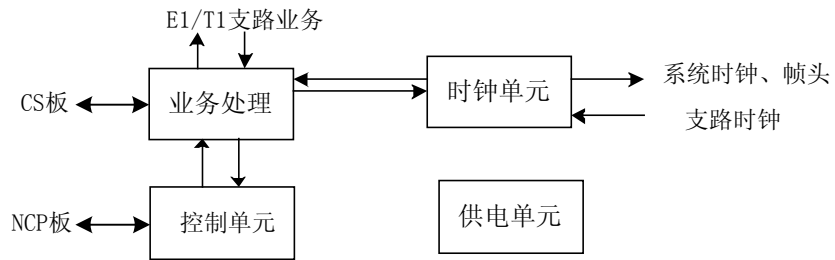 E1/T1支路业务
CS板
业务处理
时钟单元
系统时钟、帧头
支路时钟
NCP板
控制单元
供电单元